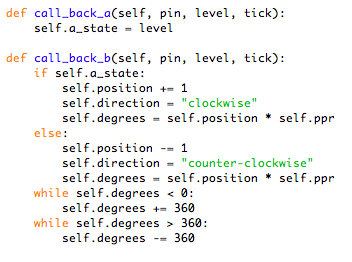 def call_back_a(self, pin, level, tick):
    self.a_state = level

def call_back_b(self, pin, level, tick):
    if self.a_state:
        self.position += 1
        self.direction = "clockwise"
        self.degrees = self.position * self.ppr
    else:
        self.position -= 1
        self.direction = "counter-clockwise"
        self.degrees = self.position * self.ppr
    while self.degrees < 0:
        self.degrees += 360
    while self.degrees > 360:
        self.degrees -= 360